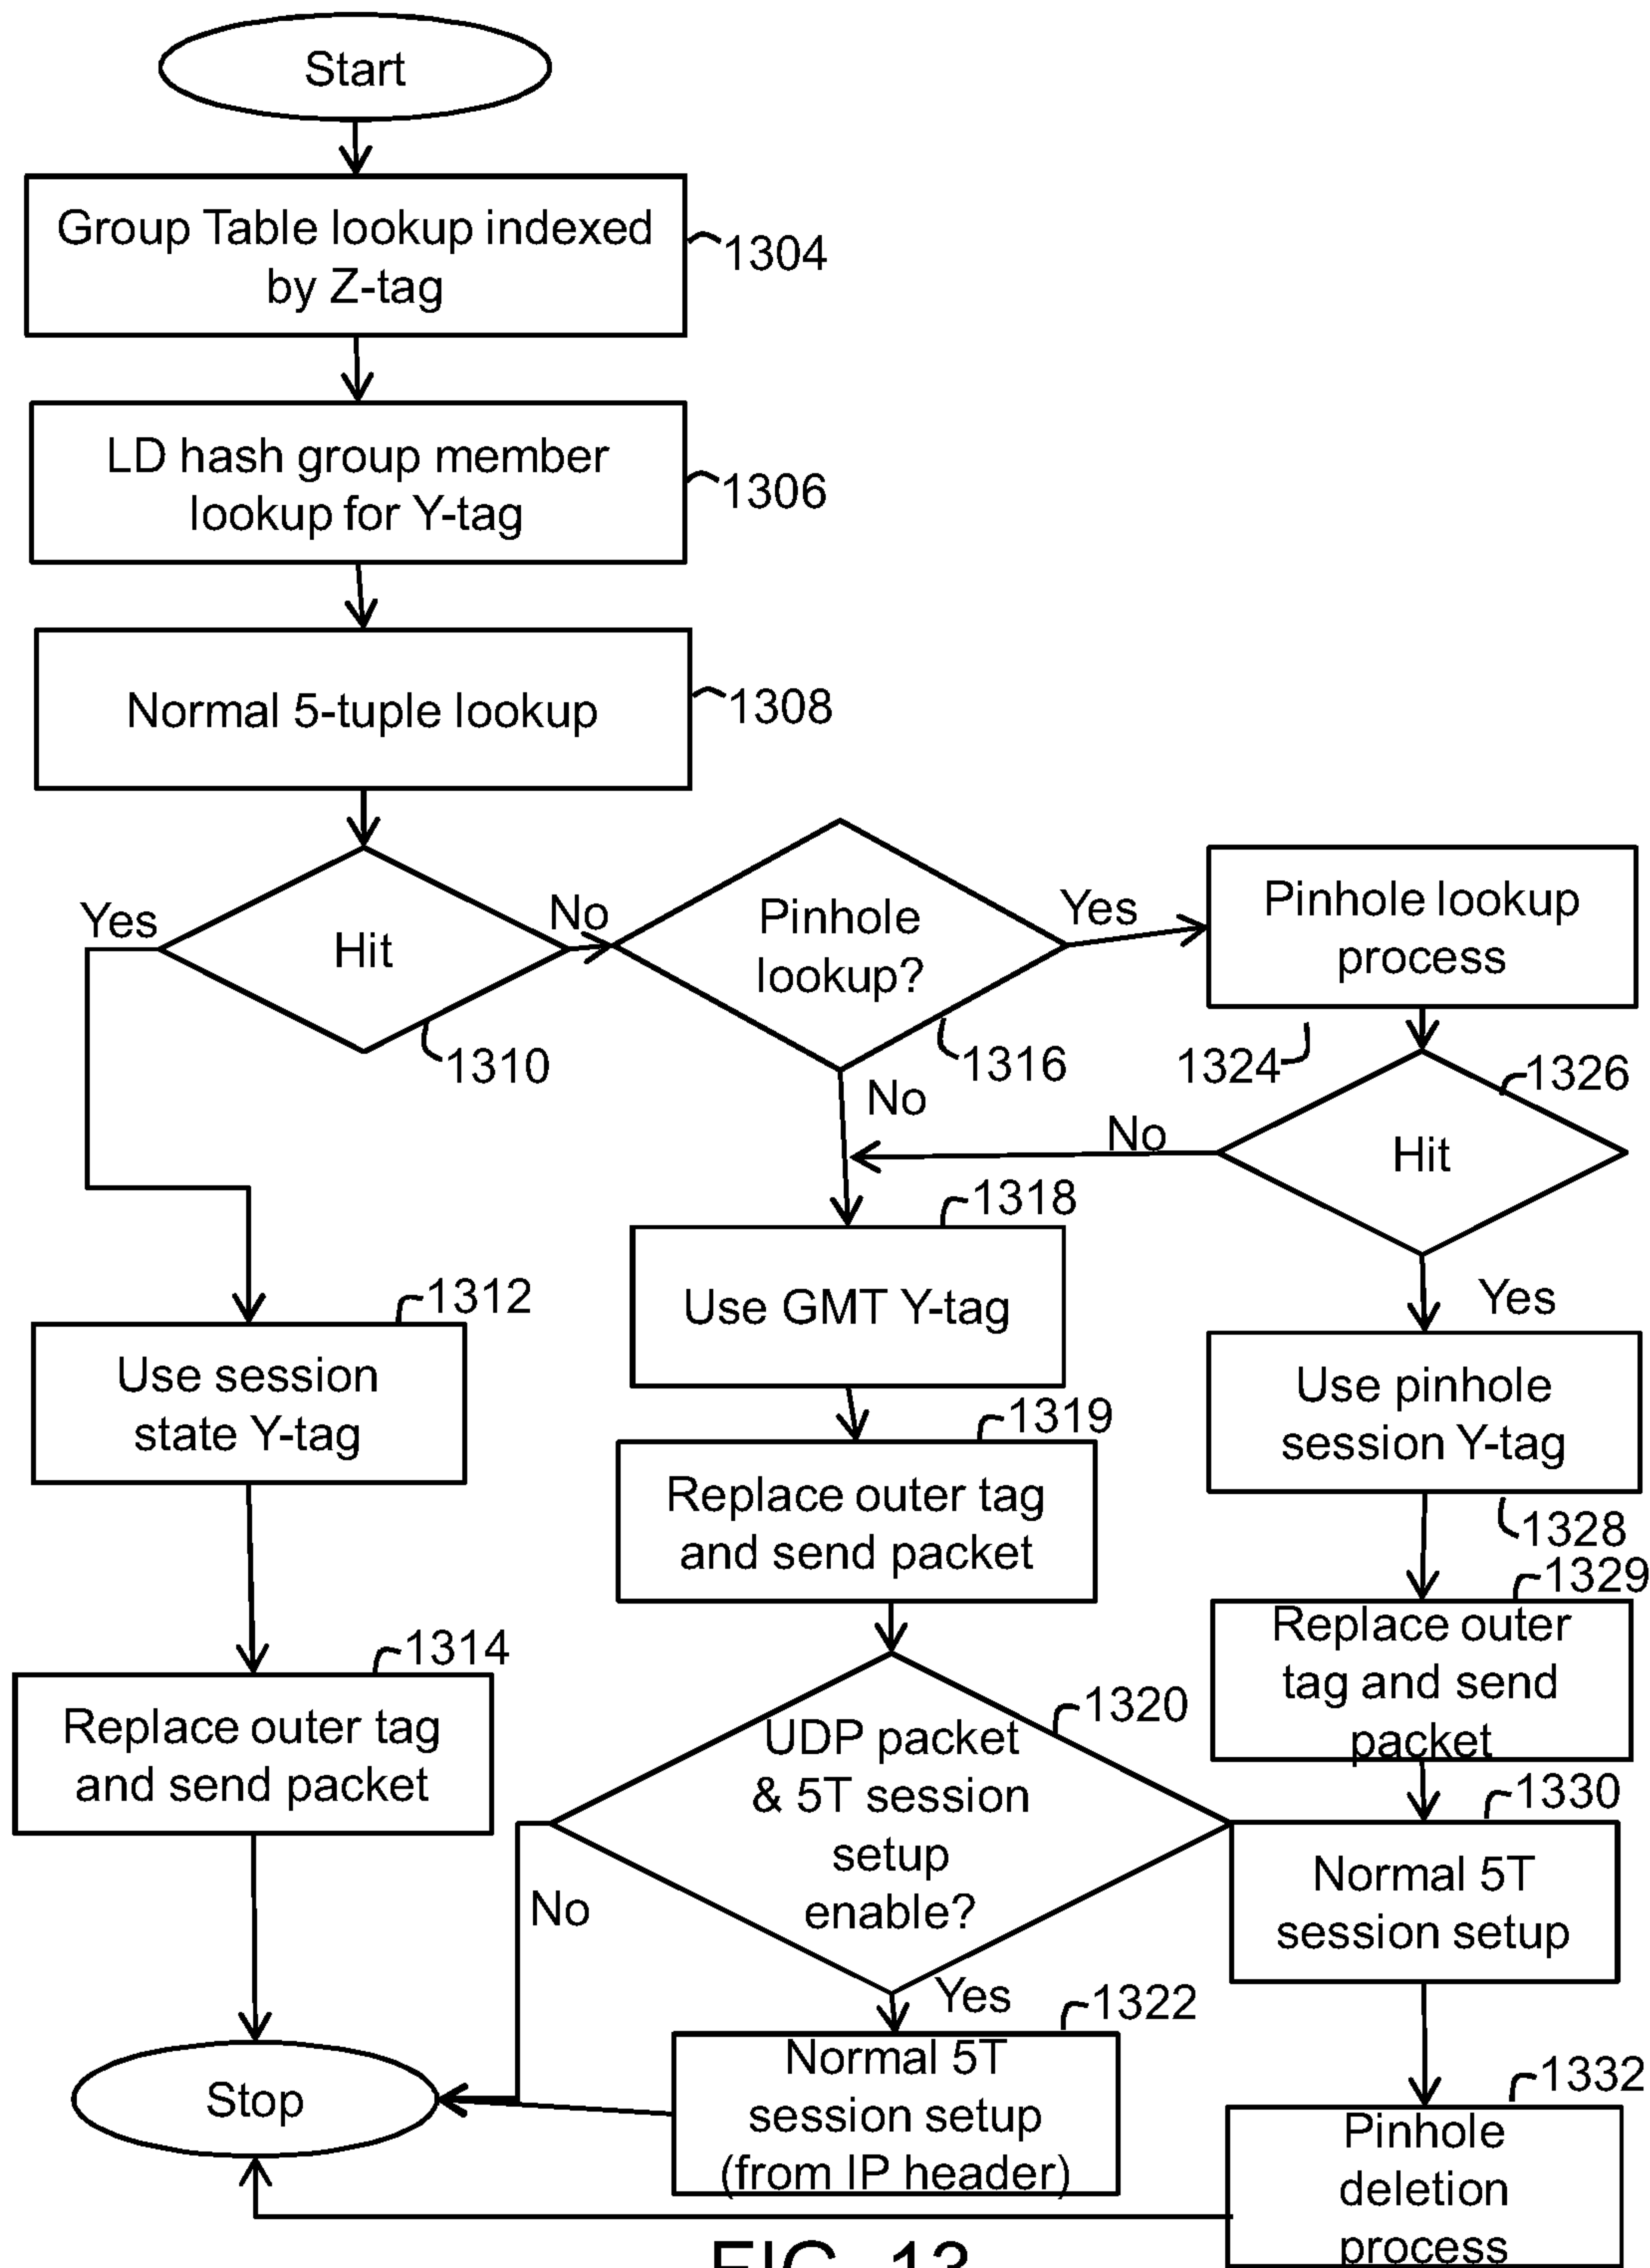 Start
Group Table lookup indexed
by Z-tag
1304
LD hash group member
lookup for Y-tag
1306
Normal 5-tuple lookup
1308
Hit
Yes
No
1310
Pinhole
lookup?
Yes
No
1316
Pinhole lookup
process
1324
1326
Hit
No
Yes
1312
Use session
state Y-tag
1318
Use GMT Y-tag
Use pinhole
session Y-tag
1328
1319
Replace outer tag
and send packet
1329
Replace outer
tag and send
packet
1314
Replace outer tag
and send packet
1320
UDP packet
& 5T session
setup
enable?
No
Yes
1330
Normal 5T
session setup
1322
Normal 5T
session setup
(from IP header)
1332
Pinhole
deletion
process
Stop
FIG. 13